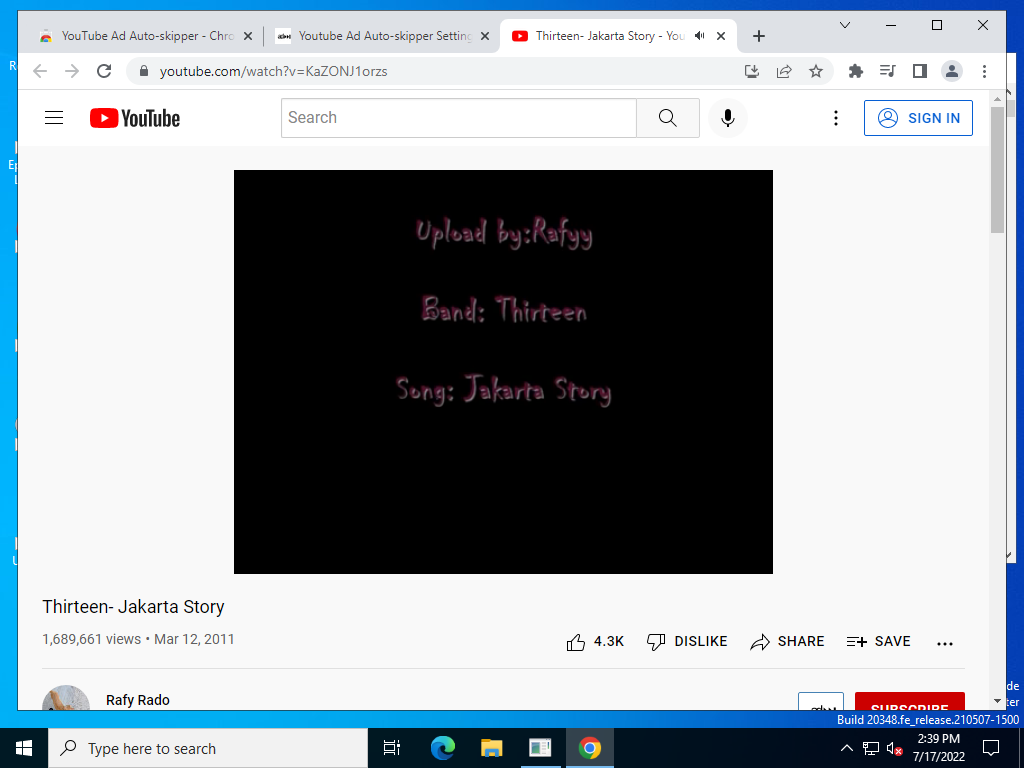 YouTube Ad Auto-skipper - Chro
Youtube Ad Auto-skipper Setting
Thirteen- Jakarta Story - You
youtube.com/watch?v=KaZONJ1orzs
YouTube
Search
SIGN IN
Upload by:Rafyy
Band: Thirteen
Song: Jakarta Story
Thirteen- Jakarta Story
1,689,661 views • Mar 12, 2011
4.3K
DISLIKE
SHARE
SAVE
Rafy Rado
SUBSCRIBE
Build 20348.fe_release.210507-1500
Type here to search
2:39 PM
7/17/2022